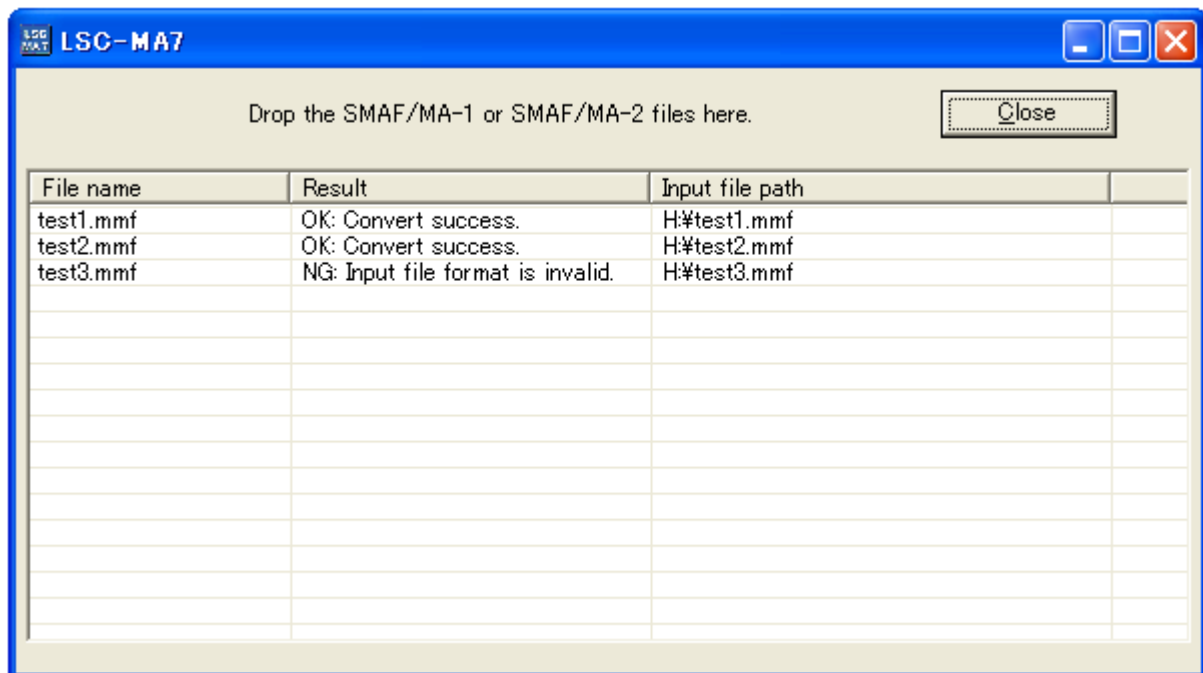 LSC MA7
LSC-MA7
Drop the SMAF/MA-1 or SMAF/MA-2 files here.
Close
File name Result Input file path
test1.mmf OK: Convert success. H:¥test1.mmf
test2.mmf OK: Convert success. H:¥test2.mmf
test3.mmf NG: Input file format is invalid. H:¥test3.mmf